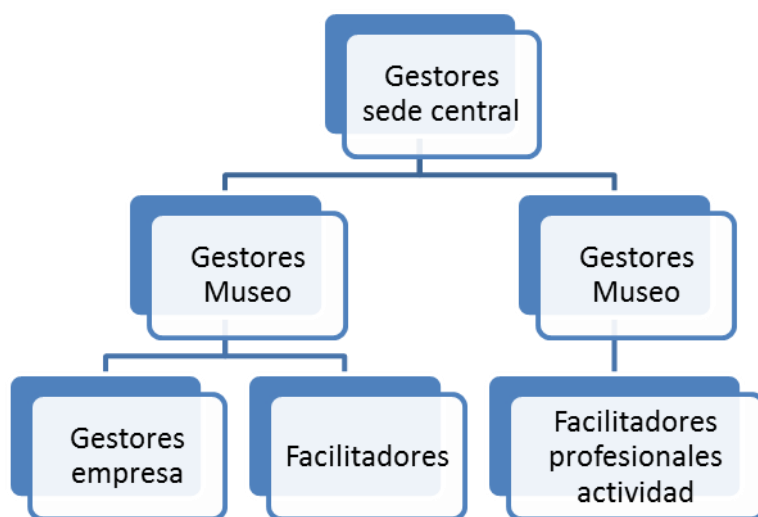 Gestores
sede central
Gestores
Museo
Gestores
Museo
Gestores
empresa
Facilitadores
Facilitadores
profesionales
actividad